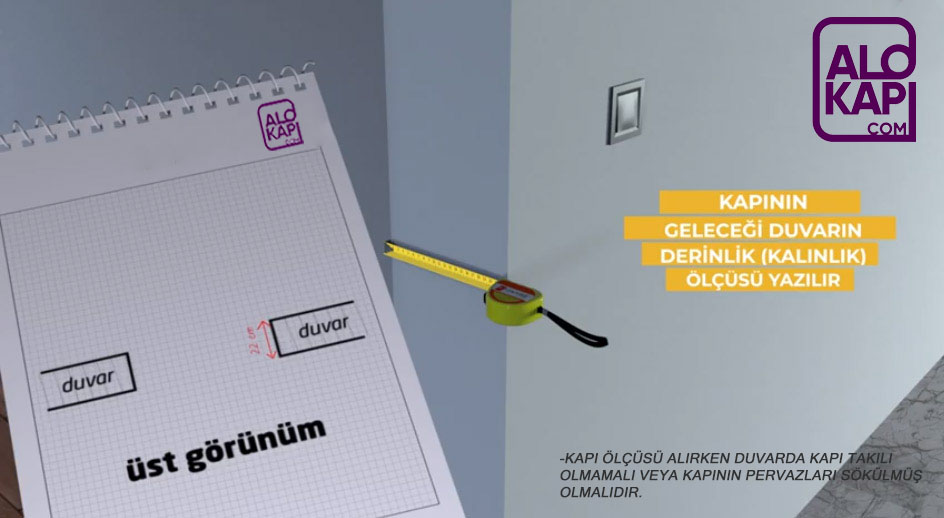 ALO
KAPI
.COM
ALO
KAPI
.COM
KAPININ
GELECEĞİ DUVARIN
DERİNLİK (KALINLIK)
ÖLÇÜSÜ YAZILIR
duvar
22 cm
duvar
üst görünüm
-KAPI ÖLÇÜSÜ ALIRKEN DUVARDA KAPI TAKILI
OLMAMALI VEYA KAPININ PERVAZLARI SÖKÜLMÜŞ
OLMALIDIR.